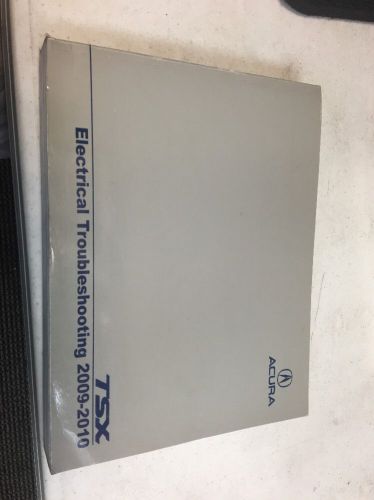 ACURA
TSX
Electrical Troubleshooting 2009-2010